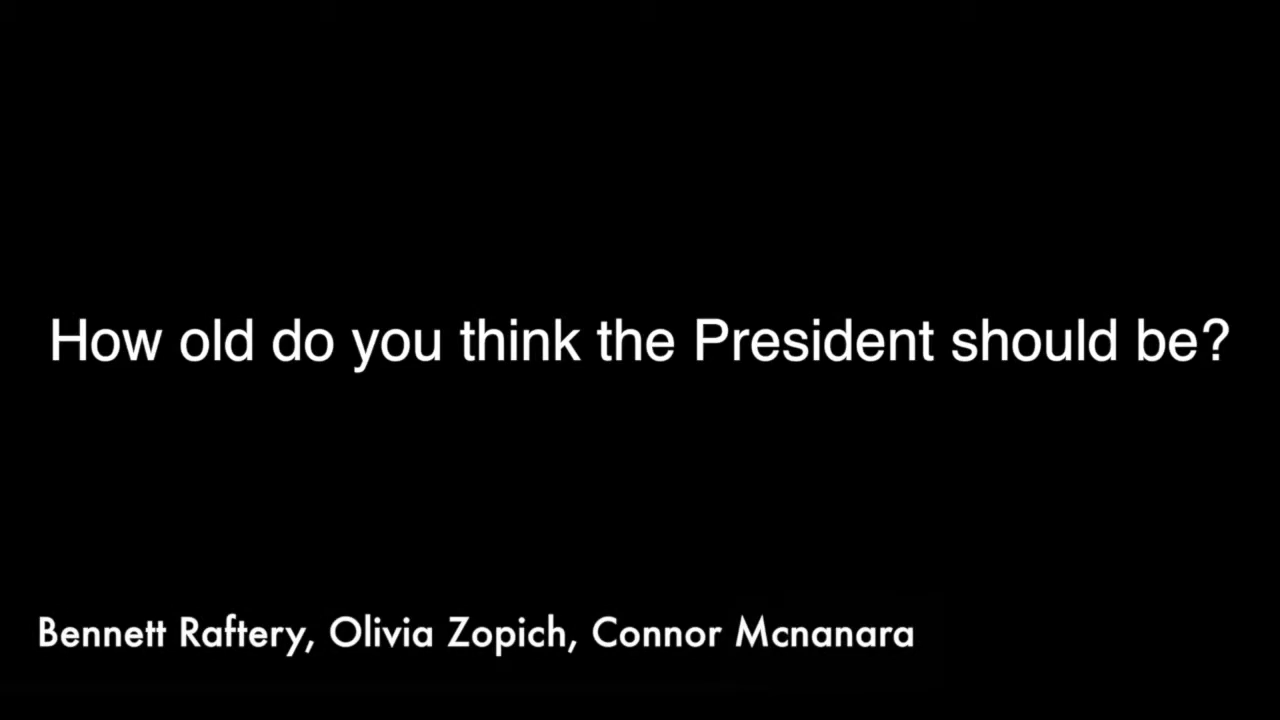 How old do you think the President should be?
Bennett Raftery, Olivia Zopich, Connor Mcnanara